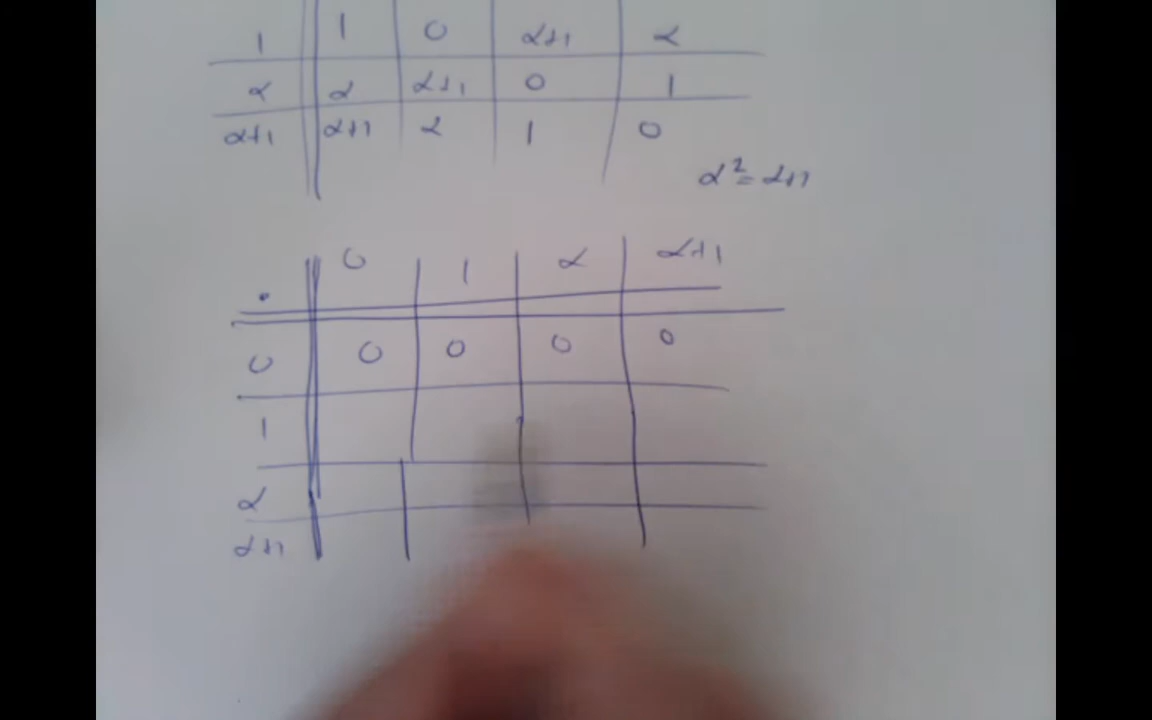 1 1 0 α+1 α
α α α+1 0 1
α+1 α+1 α 1 0
α² = α+1
· 0 1 α α+1
0 0 0 0 0
1
α
α+1